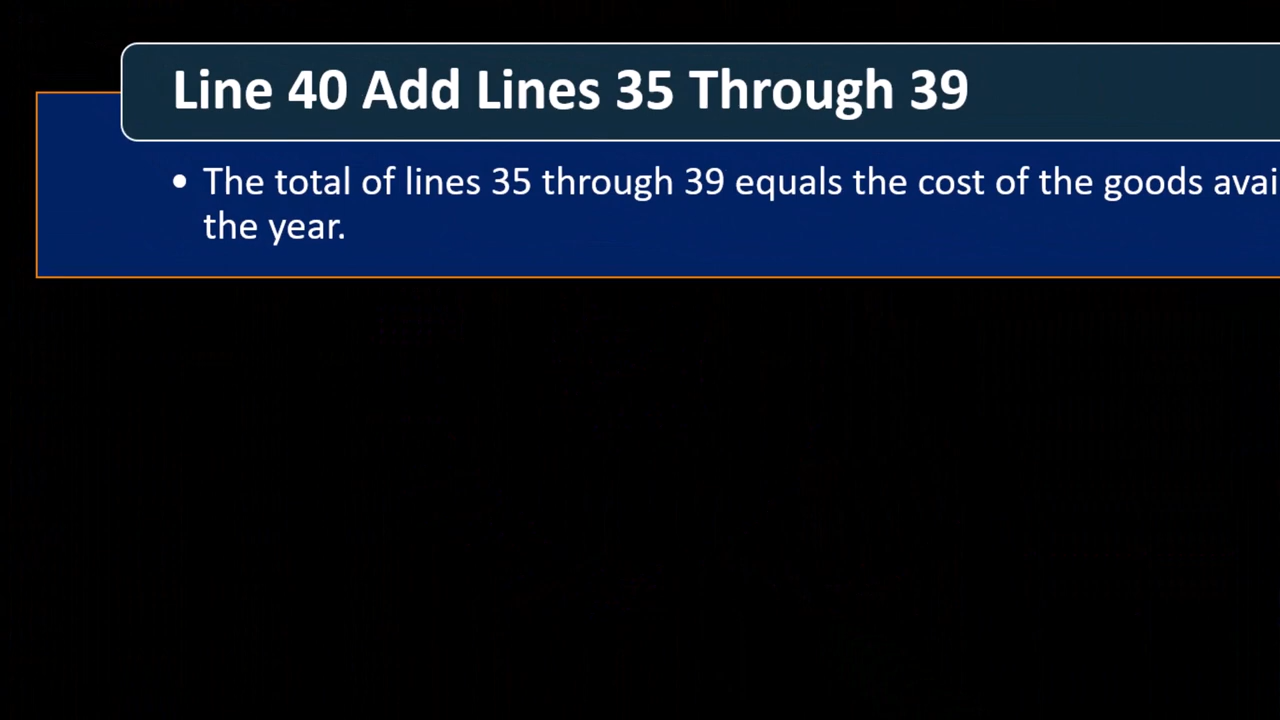 Line 40 Add Lines 35 Through 39
• The total of lines 35 through 39 equals the cost of the goods
the year.